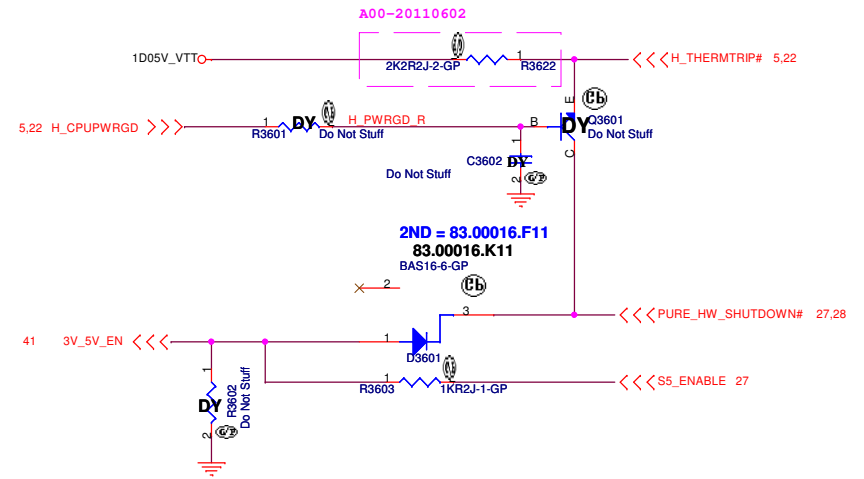 A00-20110602
1D05V_VTT
2K2R2J-2-GP
1
R3622
H_THERMTRIP# 5,22
E
5,22 H_CPUPWRGD
1
R3601
DY
Do Not Stuff
H_PWRGD_R
B
DY
Q3601
Do Not Stuff
C
1
C3602
DY
2
Do Not Stuff
2ND = 83.00016.F11
83.00016.K11
BAS16-6-GP
2
3
PURE_HW_SHUTDOWN# 27,28
41 3V_5V_EN
1
D3601
1
R3603
1KR2J-1-GP
S5_ENABLE 27
1
DY
R3602
Do Not Stuff
2